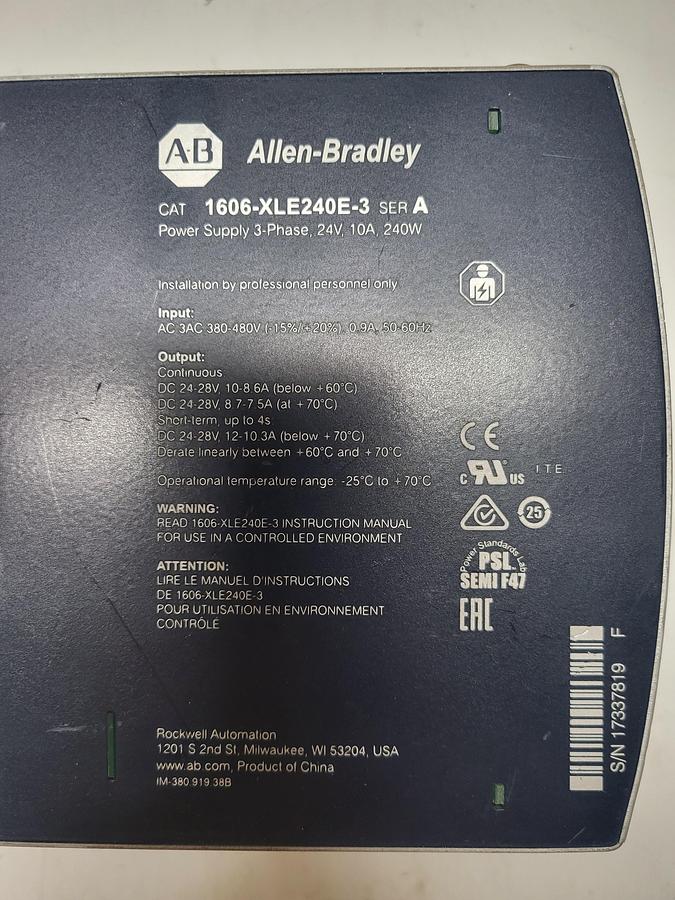 A·B Allen-Bradley
CAT 1606-XLE240E-3 SER A
Power Supply 3-Phase, 24V, 10A, 240W
Installation by professional personnel only
Input:
AC 3AC 380-480V (-15%/+20%), 0.9A, 50-60Hz
Output:
Continuous
DC 24-28V, 10-8.6A (below +60°C)
DC 24-28V, 8.7-7.5A (at +70°C)
Short-term, up to 4s
DC 24-28V, 12-10.3A (below +70°C)
Derate linearly between +60°C and +70°C
Operational temperature range: -25°C to +70°C
WARNING:
READ 1606-XLE240E-3 INSTRUCTION MANUAL
FOR USE IN A CONTROLLED ENVIRONMENT
ATTENTION:
LIRE LE MANUEL D'INSTRUCTIONS
DE 1606-XLE240E-3
POUR UTILISATION EN ENVIRONNEMENT
CONTRÔLÉ
CE
c RU US I.T.E.
25
Power Standards Lab
PSL
SEMI F47
EAC
Rockwell Automation
1201 S 2nd St, Milwaukee, WI 53204, USA
www.ab.com, Product of China
IM-380.919.38B
S/N 17337819 F